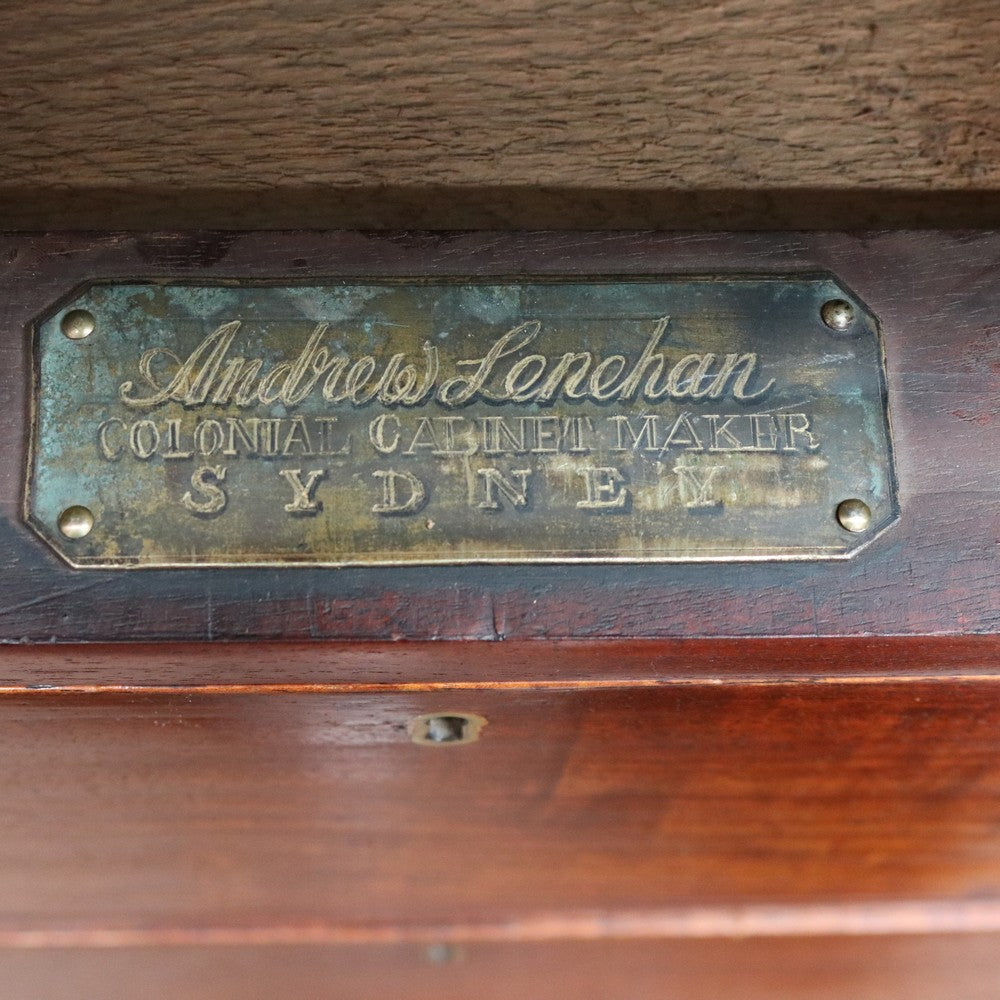 Andrew Lenehan
COLONIAL CABINET MAKER
SYDNEY